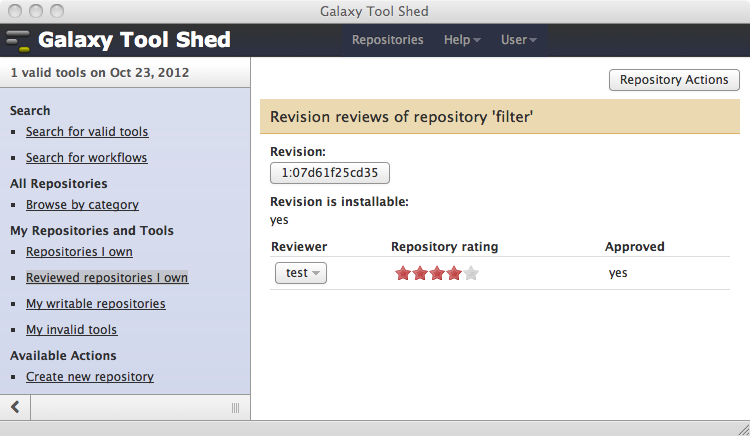 Galaxy Tool Shed
Galaxy Tool Shed
Repositories Help User
1 valid tools on Oct 23, 2012
Search
Search for valid tools
Search for workflows
All Repositories
Browse by category
My Repositories and Tools
Repositories I own
Reviewed repositories I own
My writable repositories
My invalid tools
Available Actions
Create new repository
Repository Actions
Revision reviews of repository 'filter'
Revision:
1:07d61f25cd35
Revision is installable:
yes
Reviewer Repository rating Approved
test yes